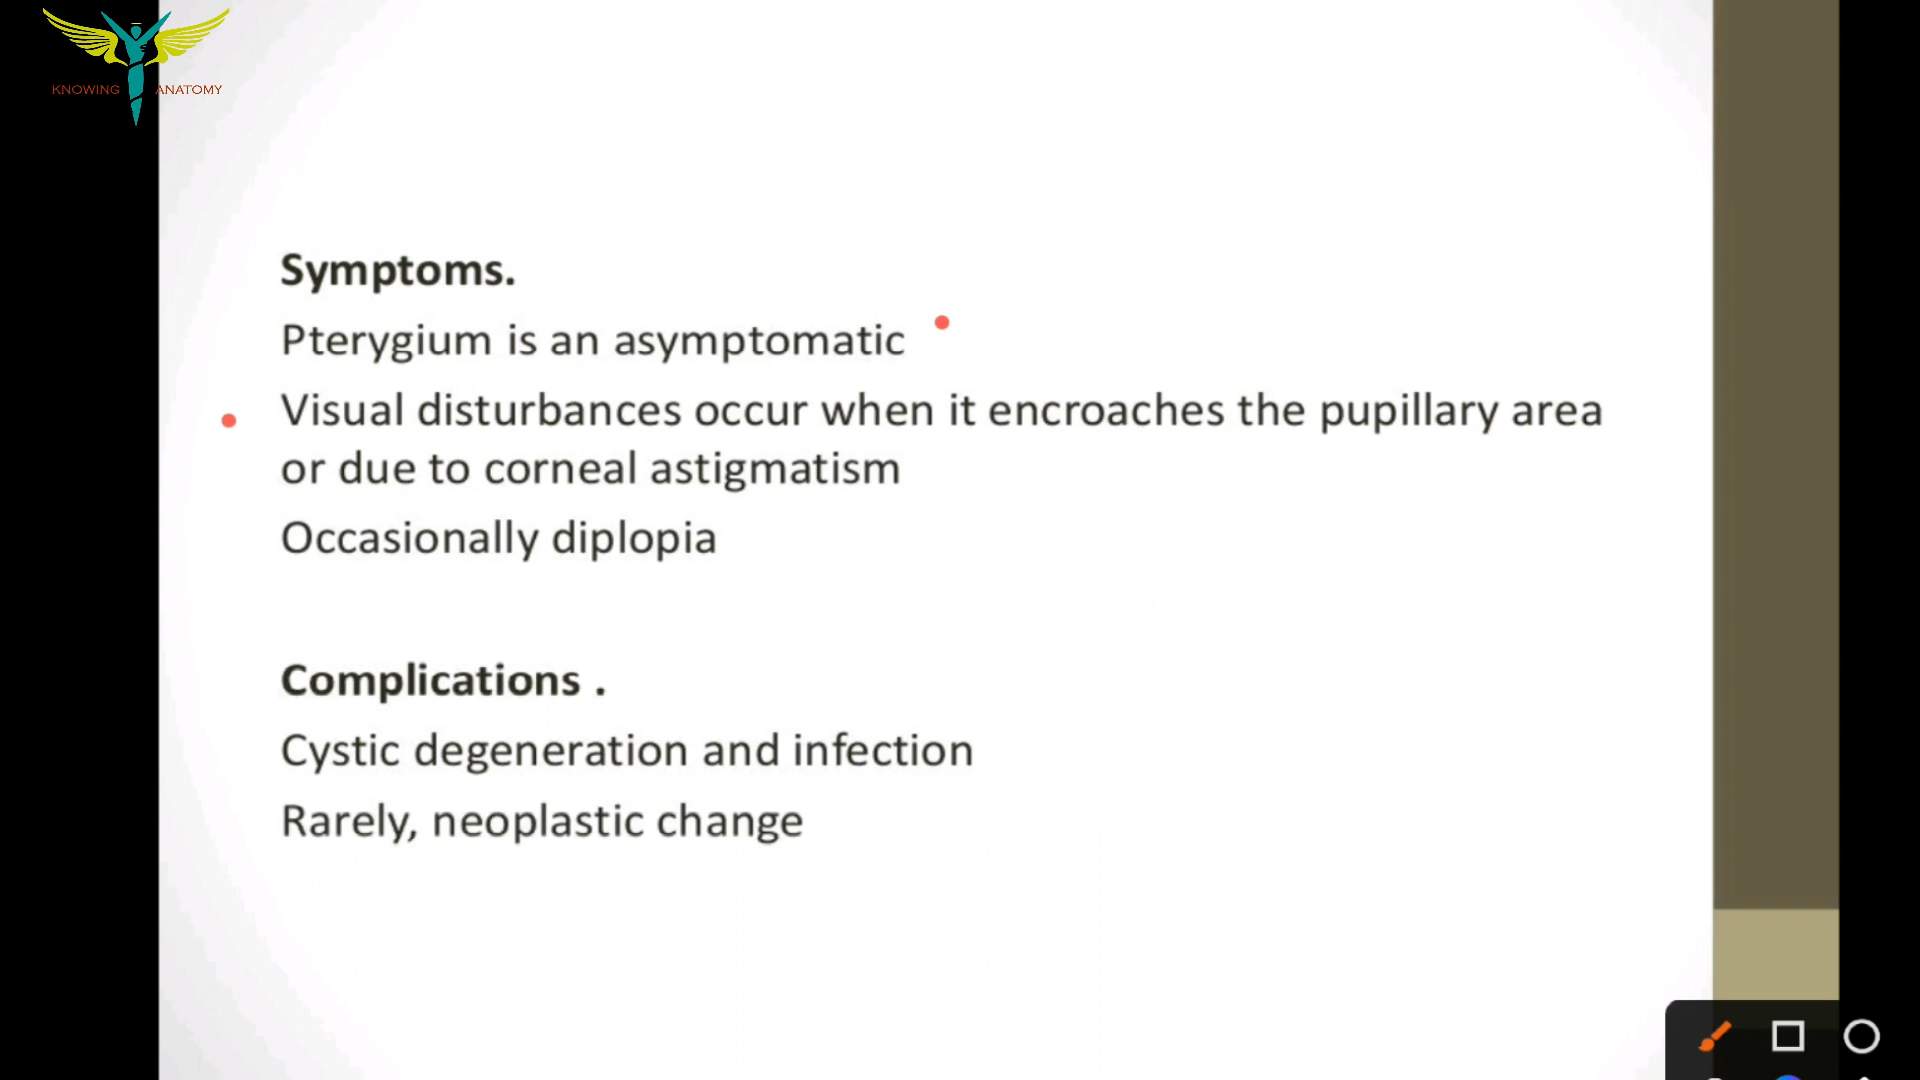 KNOWING ANATOMY
Symptoms.
Pterygium is an asymptomatic
Visual disturbances occur when it encroaches the pupillary area
or due to corneal astigmatism
Occasionally diplopia
Complications .
Cystic degeneration and infection
Rarely, neoplastic change